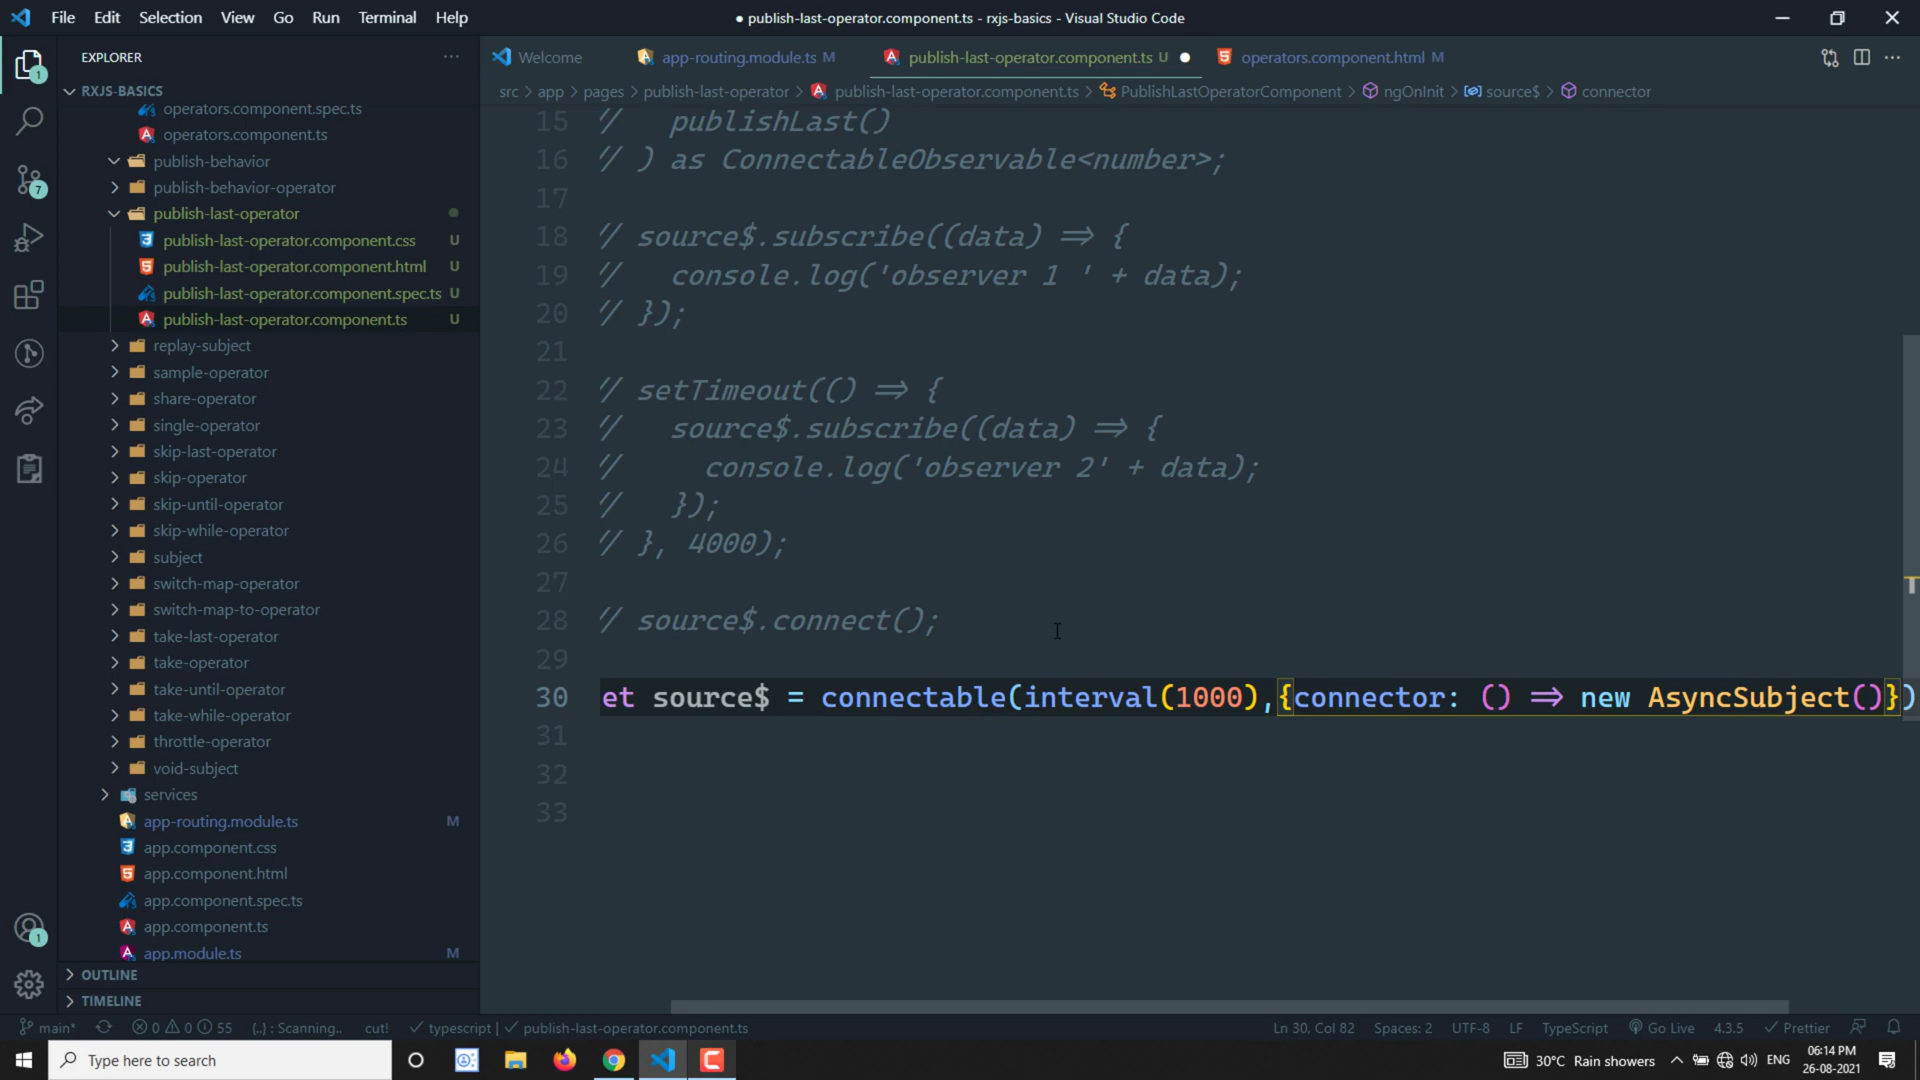 File Edit Selection View Go Run Terminal Help
● publish-last-operator.component.ts - rxjs-basics - Visual Studio Code
EXPLORER
RXJS-BASICS
operators.component.spec.ts
operators.component.ts
publish-behavior
publish-behavior-operator
publish-last-operator
publish-last-operator.component.css U
publish-last-operator.component.html U
publish-last-operator.component.spec.ts U
publish-last-operator.component.ts U
replay-subject
sample-operator
share-operator
single-operator
skip-last-operator
skip-operator
skip-until-operator
skip-while-operator
subject
switch-map-operator
switch-map-to-operator
take-last-operator
take-operator
take-until-operator
take-while-operator
throttle-operator
void-subject
services
app-routing.module.ts M
app.component.css
app.component.html
app.component.spec.ts
app.component.ts
app.module.ts M
OUTLINE
TIMELINE
1
7
1
Welcome app-routing.module.ts M publish-last-operator.component.ts U ● operators.component.html M
src > app > pages > publish-last-operator > publish-last-operator.component.ts > PublishLastOperatorComponent > ngOnInit > source$ > connector
15 // publishLast()
16 // ) as ConnectableObservable<number>;
17
18 // source$.subscribe((data) => {
19 // console.log('observer 1 ' + data);
20 // });
21
22 // setTimeout(() => {
23 // source$.subscribe((data) => {
24 // console.log('observer 2' + data);
25 // });
26 // }, 4000);
27
28 // source$.connect();
29
30 et source$ = connectable(interval(1000),{connector: () => new AsyncSubject()})
31
32
33
main* 0 0 55 {..} : Scanning.. cut! ✓ typescript | ✓ publish-last-operator.component.ts Ln 30, Col 82 Spaces: 2 UTF-8 LF TypeScript Go Live 4.3.5 ✓ Prettier
Type here to search
30°C Rain showers ENG
06:14 PM
26-08-2021